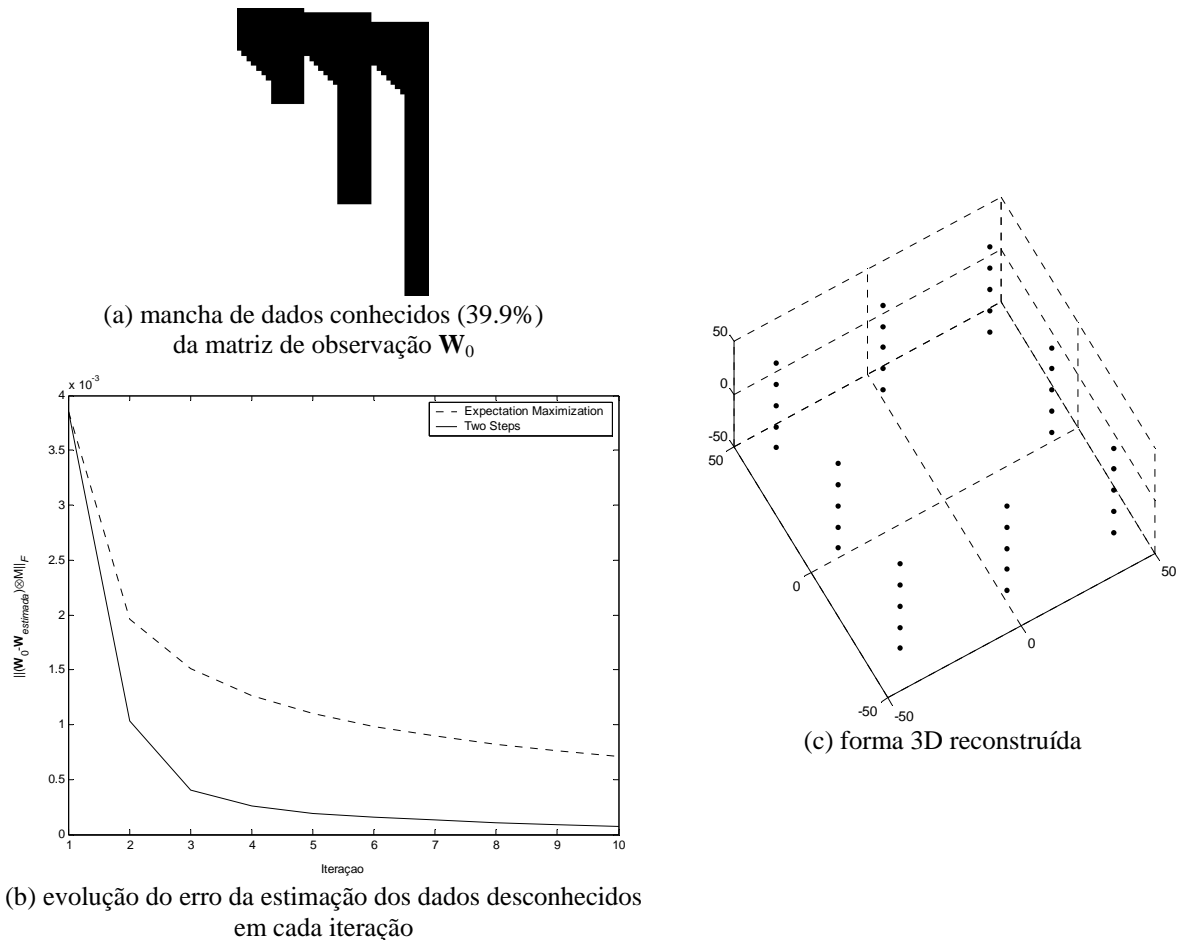 (a) mancha de dados conhecidos (39.9%)
da matriz de observação W0
x 10-3
4
3.5
3
2.5
2
1.5
1
0.5
0
||(W0-Westimada)⊗M||F
Expectation Maximization
Two Steps
1 2 3 4 5 6 7 8 9 10
Iteraçao
(b) evolução do erro da estimação dos dados desconhecidos
em cada iteração
50
0
-50
50
0
-50
-50
0
50
(c) forma 3D reconstruída